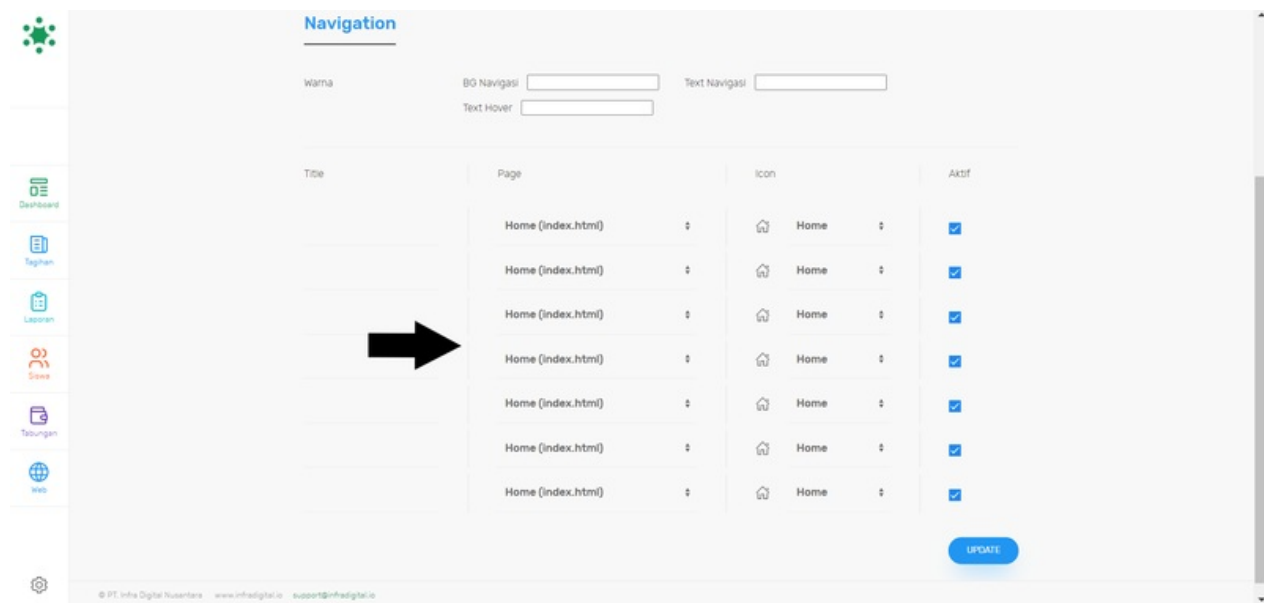 Navigation
Warna BG Navigasi Text Navigasi
Text Hover
Title Page Icon Aktif
Home (index.html) Home
Home (index.html) Home
Home (index.html) Home
Home (index.html) Home
Home (index.html) Home
Home (index.html) Home
Home (index.html) Home
UPDATE
Dashboard
Tagihan
Laporan
Siswa
Tabungan
Web
© PT. Infra Digital Nusantara www.infradigital.io support@infradigital.io